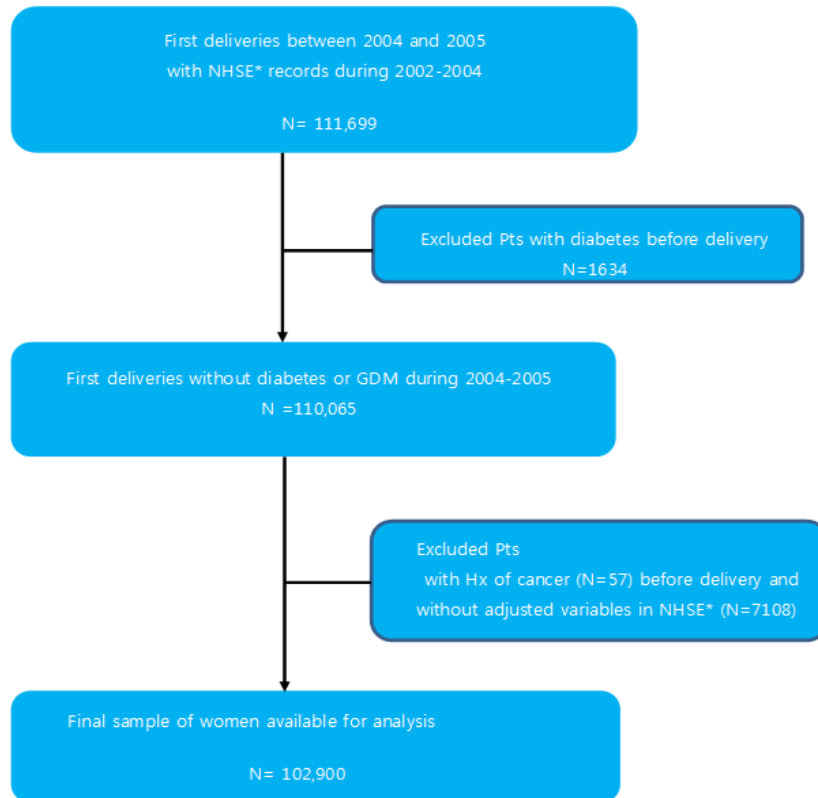 First deliveries between 2004 and 2005
with NHSE* records during 2002-2004
N= 111,699
Excluded Pts with diabetes before delivery
N=1634
First deliveries without diabetes or GDM during 2004-2005
N =110,065
Excluded Pts
with Hx of cancer (N=57) before delivery and
without adjusted variables in NHSE* (N=7108)
Final sample of women available for analysis
N= 102,900